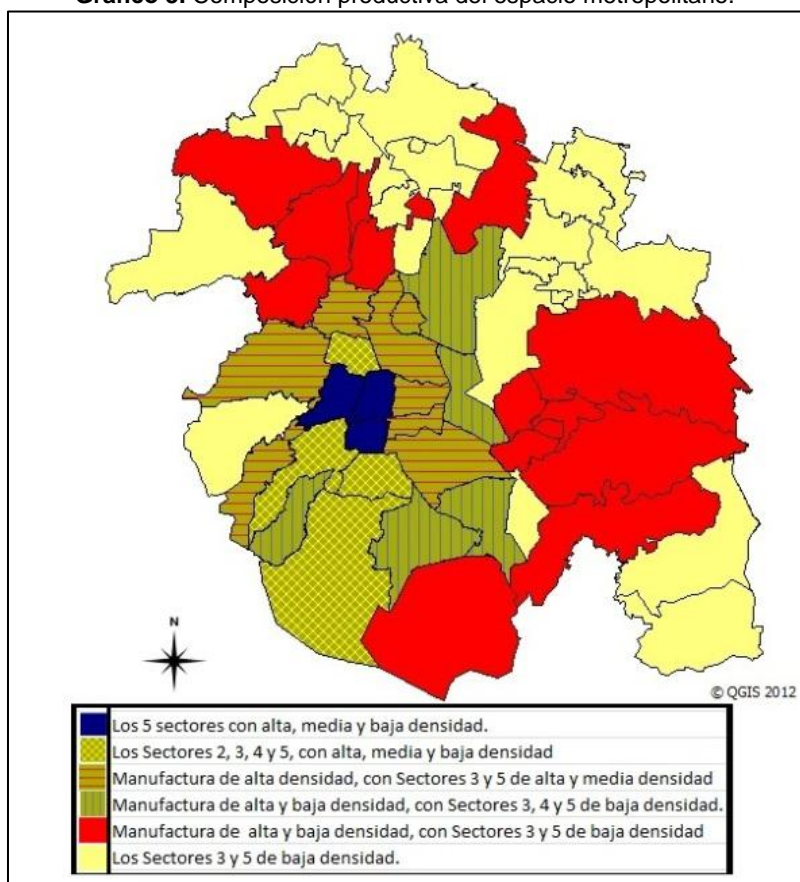 Gráfico 3. Composición productiva del espacio metropolitano.
N
© QGIS 2012
Los 5 sectores con alta, media y baja densidad.
Los Sectores 2, 3, 4 y 5, con alta, media y baja densidad
Manufactura de alta densidad, con Sectores 3 y 5 de alta y media densidad
Manufactura de alta y baja densidad, con Sectores 3, 4 y 5 de baja densidad.
Manufactura de alta y baja densidad, con Sectores 3 y 5 de baja densidad
Los Sectores 3 y 5 de baja densidad.